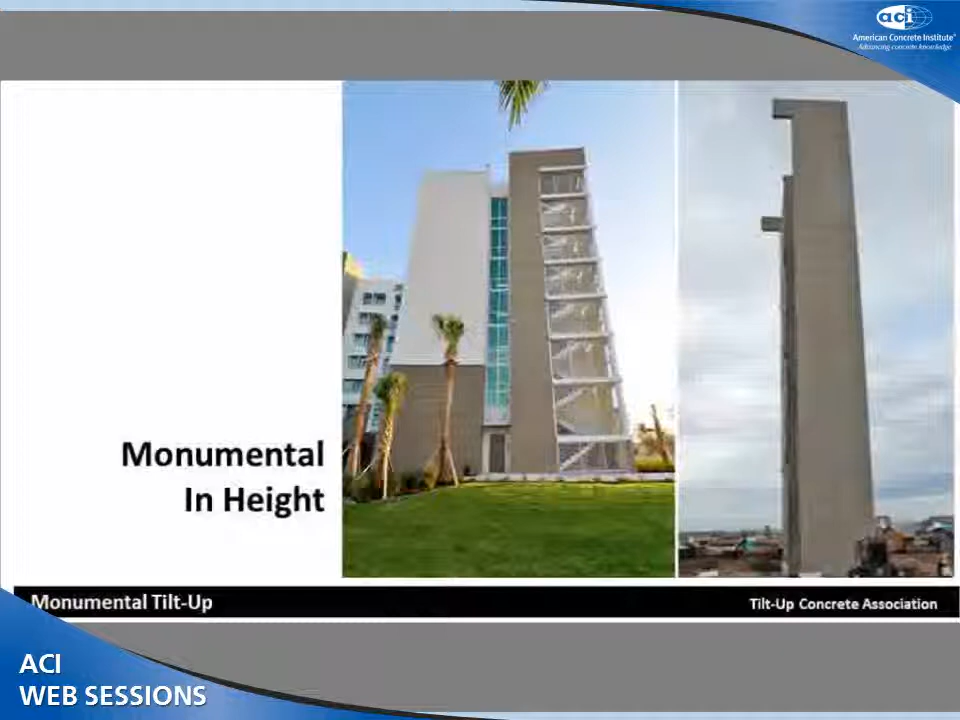 aci
American Concrete Institute®
Advancing concrete knowledge
Monumental
In Height
Monumental Tilt-Up
Tilt-Up Concrete Association
ACI
WEB SESSIONS